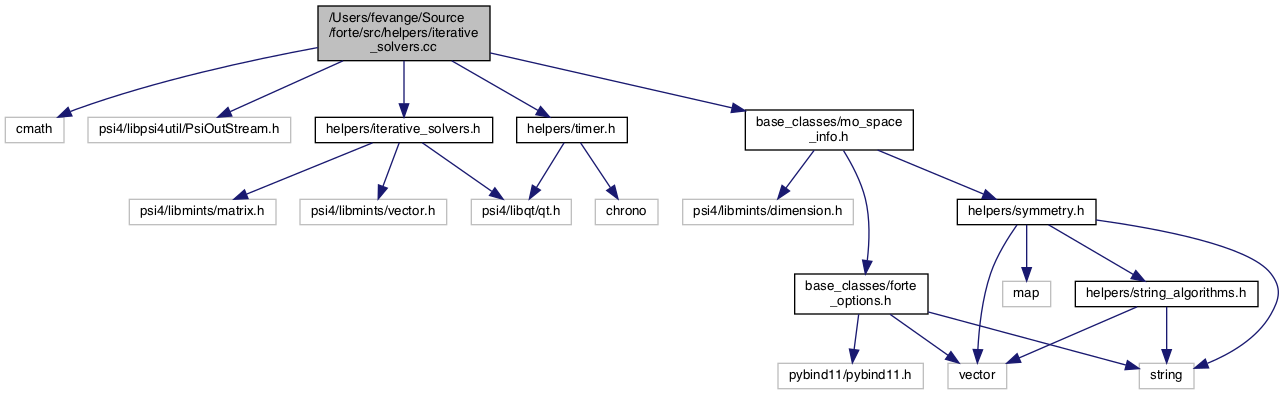 /Users/fevange/Source
/forte/src/helpers/iterative
_solvers.cc
cmath
psi4/libpsi4util/PsiOutStream.h
helpers/iterative_solvers.h
helpers/timer.h
base_classes/mo_space
_info.h
psi4/libmints/matrix.h
psi4/libmints/vector.h
psi4/libqt/qt.h
chrono
psi4/libmints/dimension.h
helpers/symmetry.h
base_classes/forte
_options.h
map
helpers/string_algorithms.h
pybind11/pybind11.h
vector
string